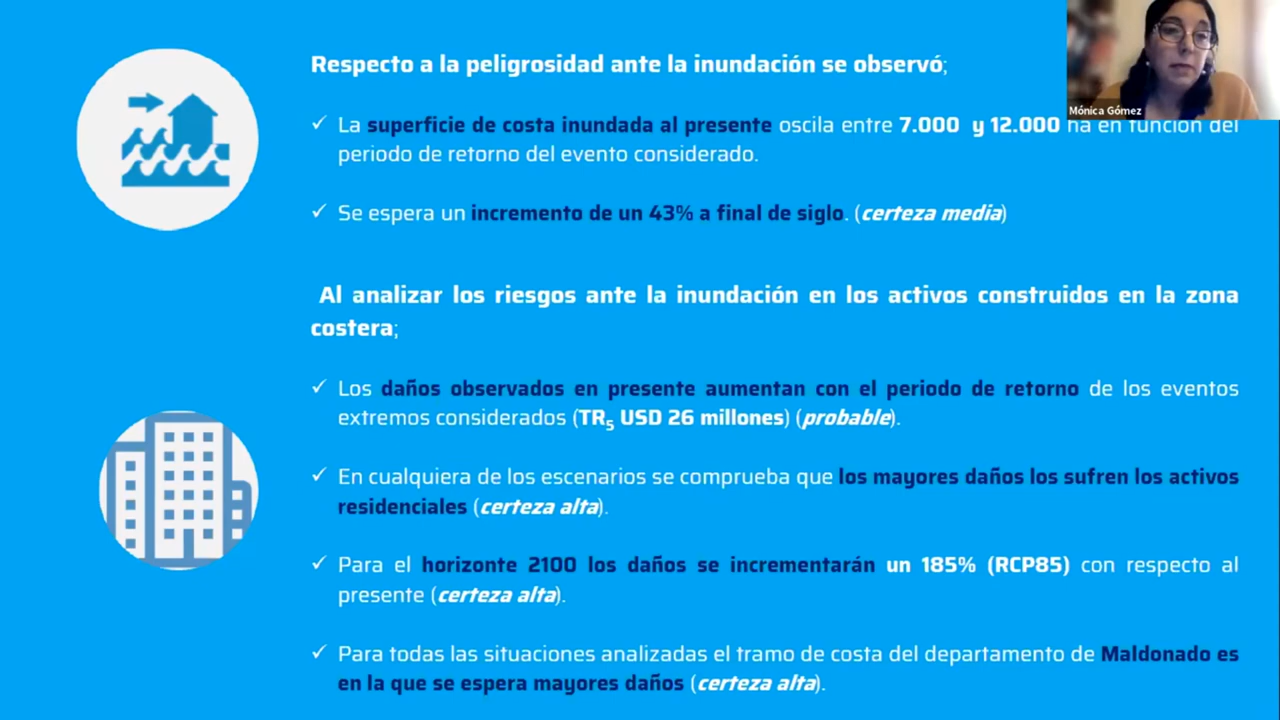 Respecto a la peligrosidad ante la inundación se observó;
Mónica Gómez
✓ La superficie de costa inundada al presente oscila entre 7.000 y 12.000 ha en función del
periodo de retorno del evento considerado.
✓ Se espera un incremento de un 43% a final de siglo. (certeza media)
Al analizar los riesgos ante la inundación en los activos construidos en la zona
costera;
✓ Los daños observados en presente aumentan con el periodo de retorno de los eventos
extremos considerados (TR5 USD 26 millones) (probable).
✓ En cualquiera de los escenarios se comprueba que los mayores daños los sufren los activos
residenciales (certeza alta).
✓ Para el horizonte 2100 los daños se incrementarán un 185% (RCP85) con respecto al
presente (certeza alta).
✓ Para todas las situaciones analizadas el tramo de costa del departamento de Maldonado es
en la que se espera mayores daños (certeza alta).